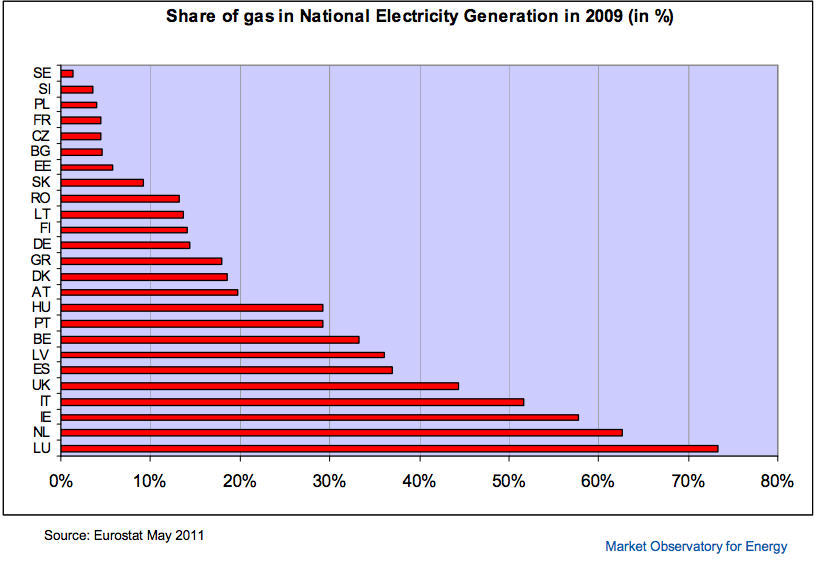 Share of gas in National Electricity Generation in 2009 (in %)
SE
SI
PL
FR
CZ
BG
EE
SK
RO
LT
FI
DE
GR
DK
AT
HU
PT
BE
LV
ES
UK
IT
IE
NL
LU
0% 10% 20% 30% 40% 50% 60% 70% 80%
Source: Eurostat May 2011
Market Observatory for Energy